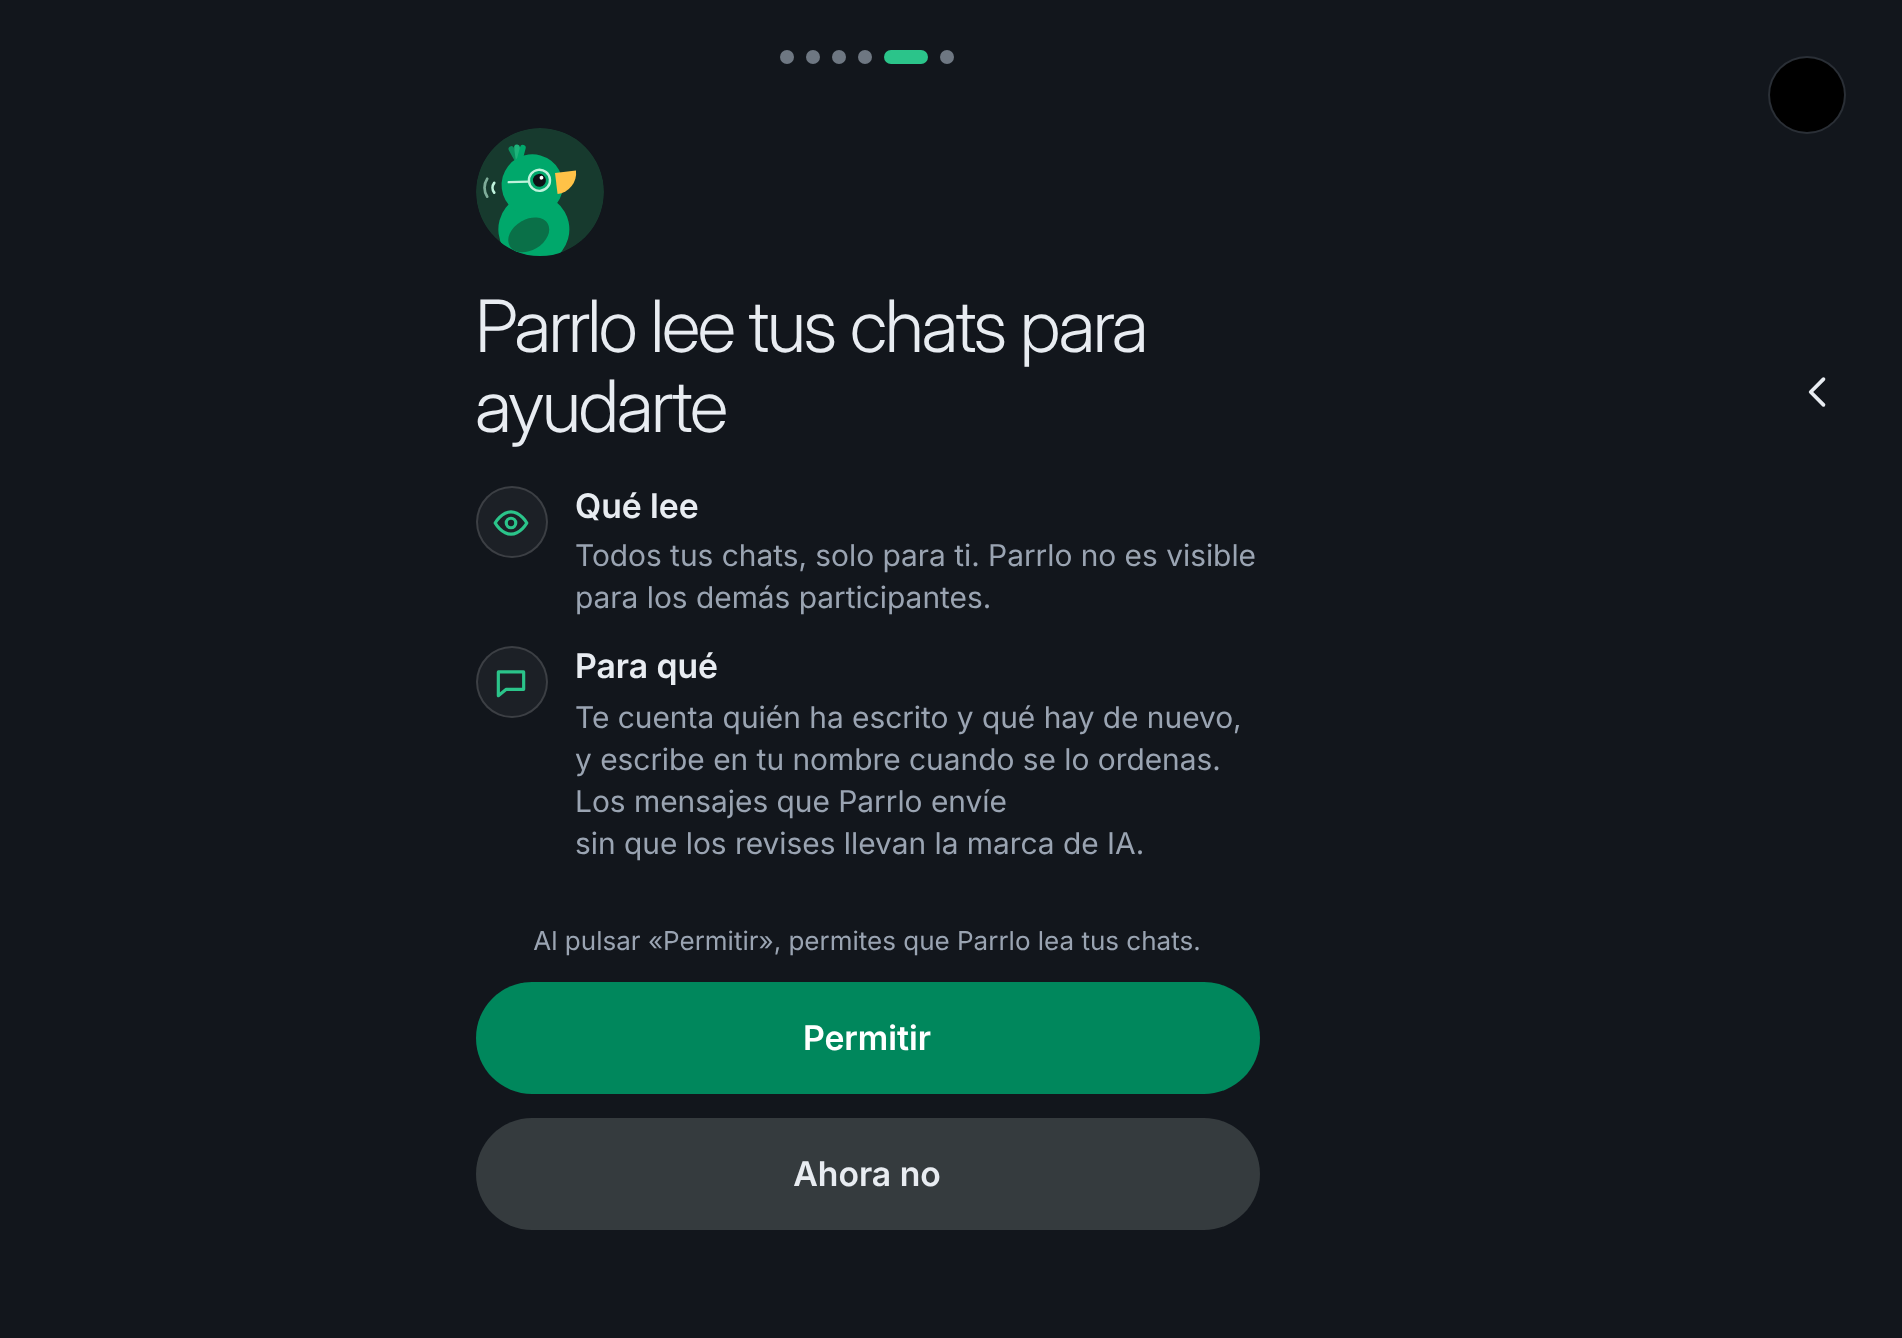 Parrlo lee tus chats para
ayudarte
Qué lee
Todos tus chats, solo para ti. Parrlo no es visible
para los demás participantes.
Para qué
Te cuenta quién ha escrito y qué hay de nuevo,
y escribe en tu nombre cuando se lo ordenas.
Los mensajes que Parrlo envíe
sin que los revises llevan la marca de IA.
Al pulsar «Permitir», permites que Parrlo lea tus chats.
Permitir
Ahora no